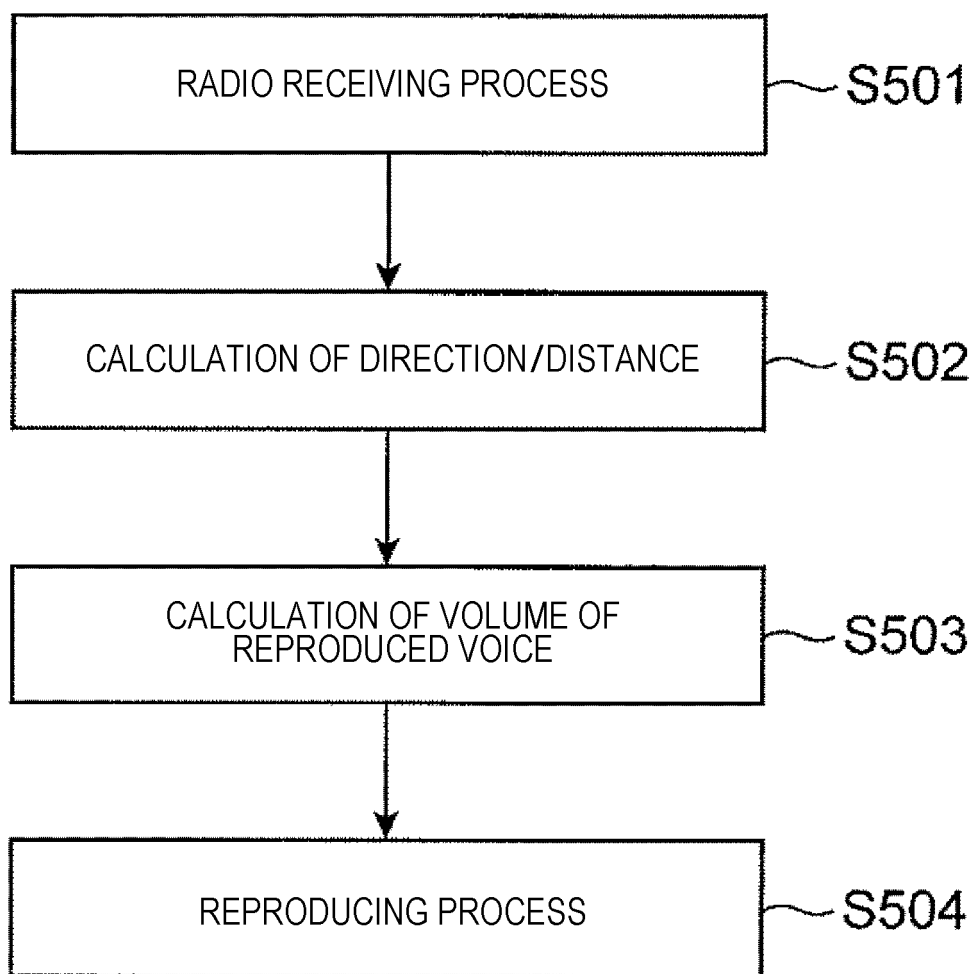 RADIO RECEIVING PROCESS
S501
CALCULATION OF DIRECTION/DISTANCE
S502
CALCULATION OF VOLUME OF
REPRODUCED VOICE
S503
REPRODUCING PROCESS
S504